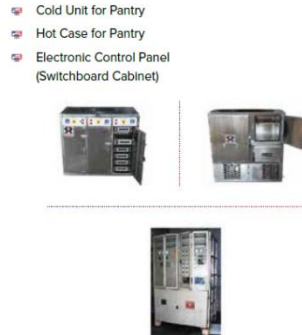 Cold Unit for Pantry
Hot Case for Pantry
Electronic Control Panel
(Switchboard Cabinet)